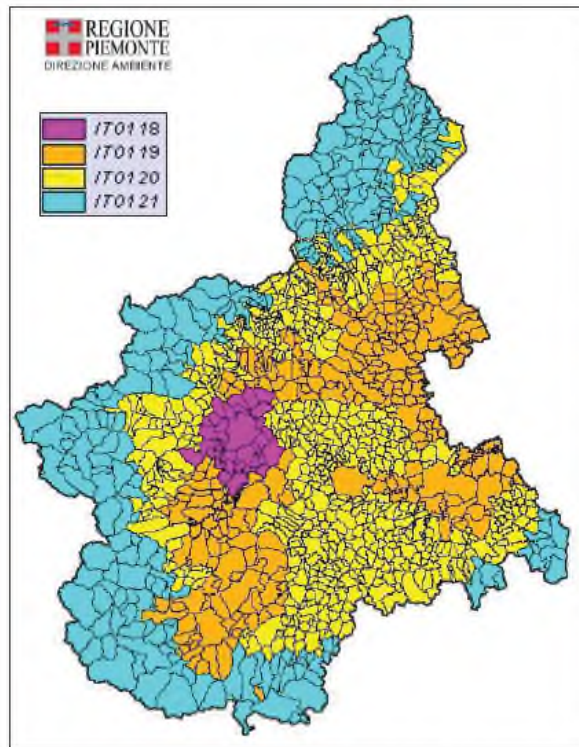 REGIONE
PIEMONTE
DIREZIONE AMBIENTE
IT0118
IT0119
IT0120
IT0121